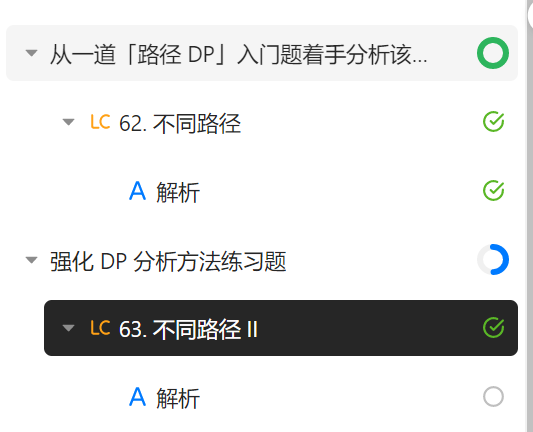 从一道「路径 DP」入门题着手分析该...
LC 62. 不同路径
A 解析
强化 DP 分析方法练习题
LC 63. 不同路径 II
A 解析